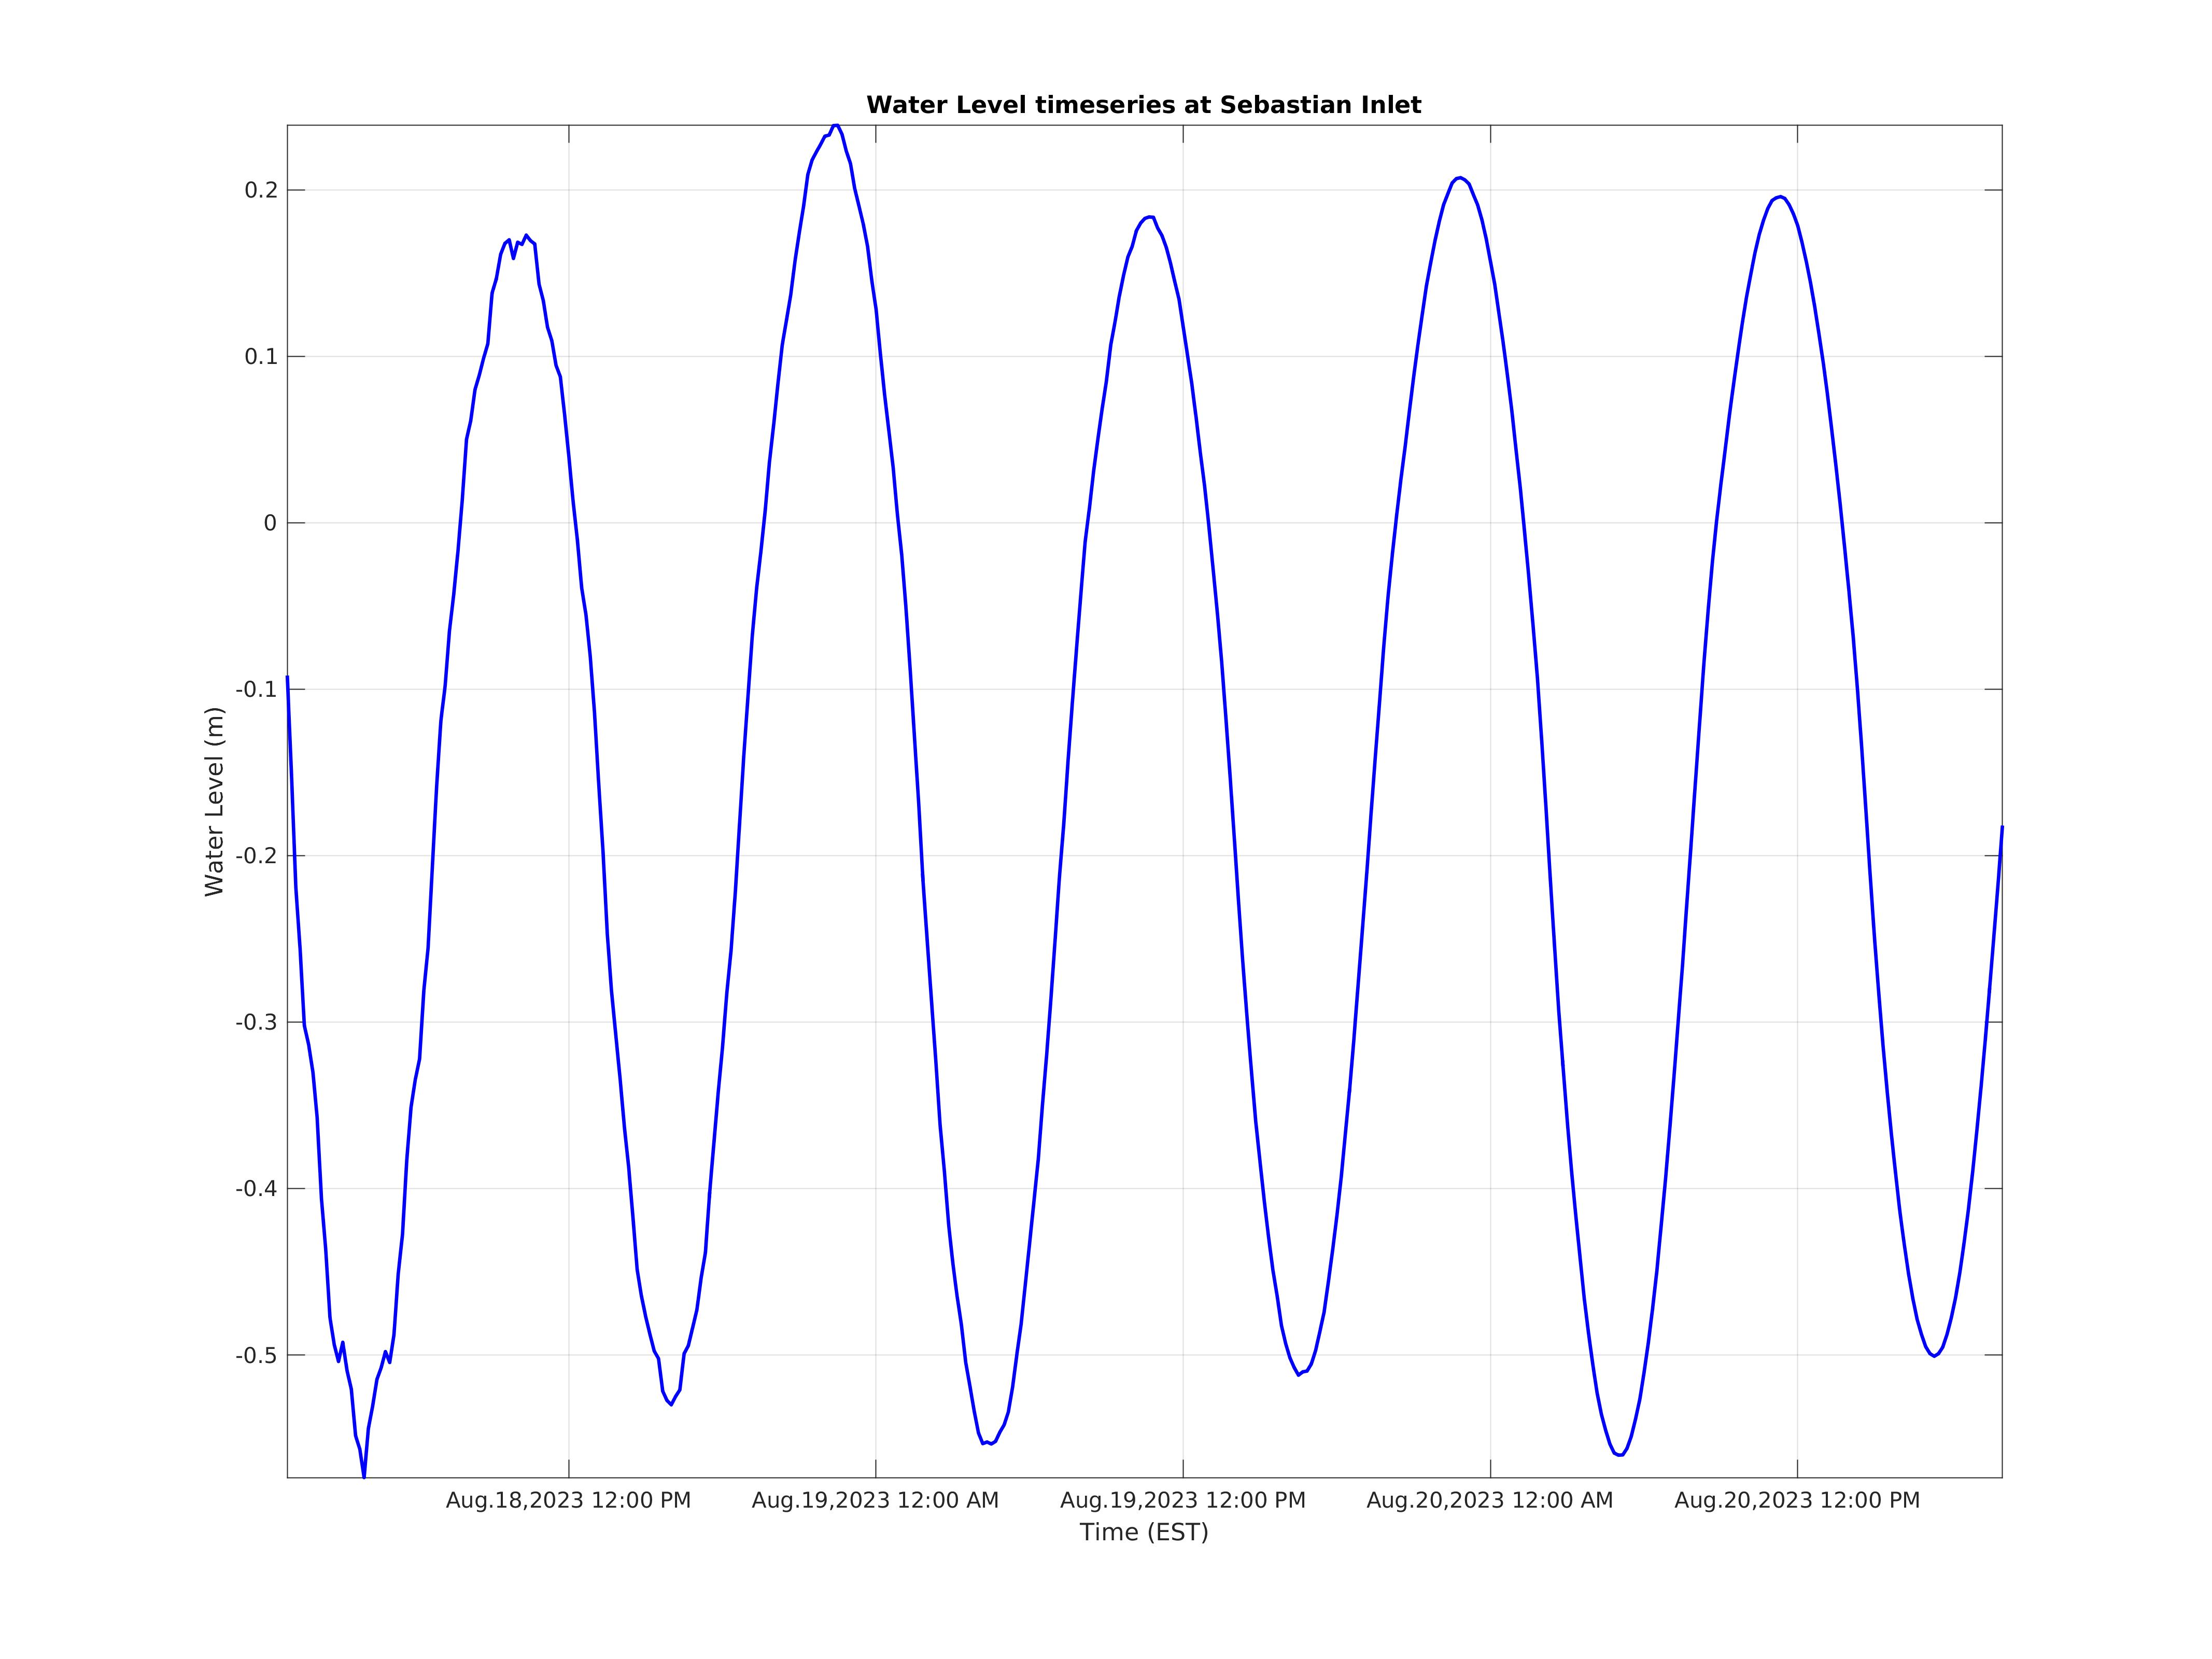 Water Level timeseries at Sebastian Inlet
0.2
0.1
0
-0.1
-0.2
-0.3
-0.4
-0.5
Water Level (m)
Aug.18,2023 12:00 PM Aug.19,2023 12:00 AM Aug.19,2023 12:00 PM Aug.20,2023 12:00 AM Aug.20,2023 12:00 PM
Time (EST)